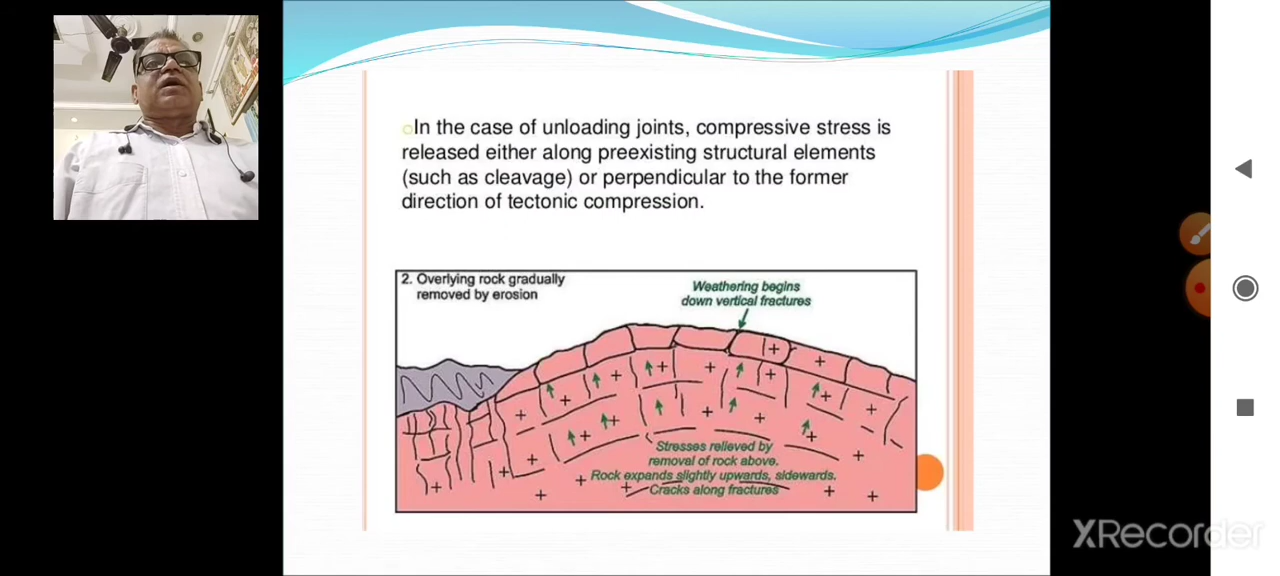 In the case of unloading joints, compressive stress is
released either along preexisting structural elements
(such as cleavage) or perpendicular to the former
direction of tectonic compression.
2. Overlying rock gradually
removed by erosion
Weathering begins
down vertical fractures
Stresses relieved by
removal of rock above.
Rock expands slightly upwards, sidewards.
Cracks along fractures
XRecorder